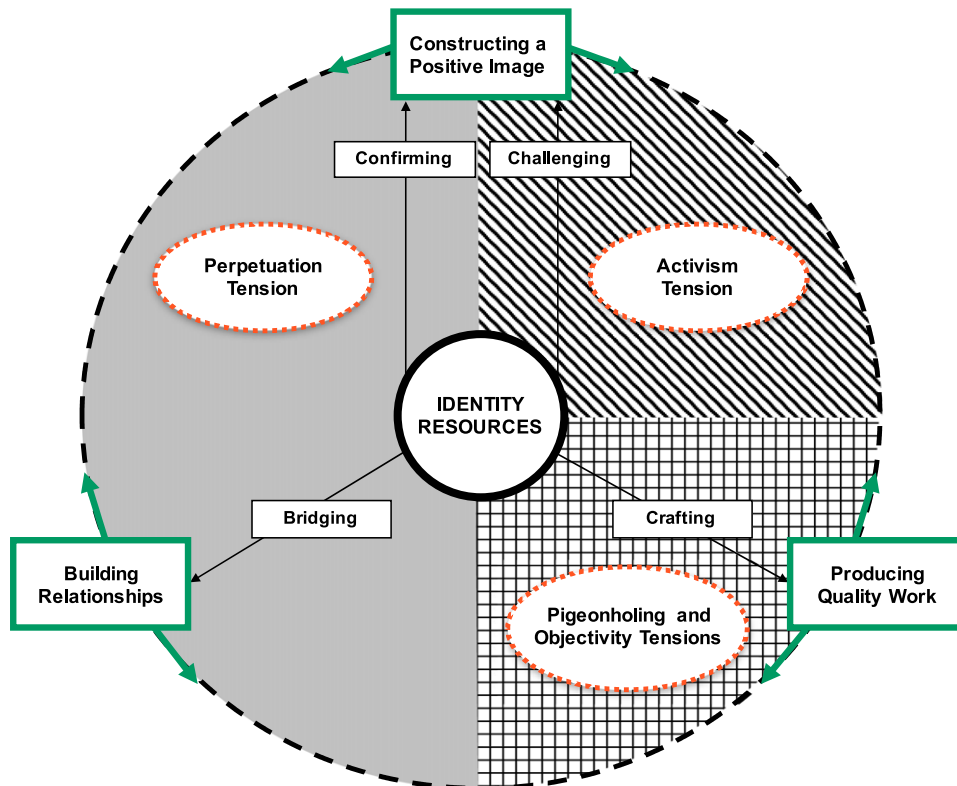 Constructing a
Positive Image
Confirming
Challenging
Perpetuation
Tension
Activism
Tension
IDENTITY
RESOURCES
Bridging
Crafting
Building
Relationships
Producing
Quality Work
Pigeonholing and
Objectivity Tensions